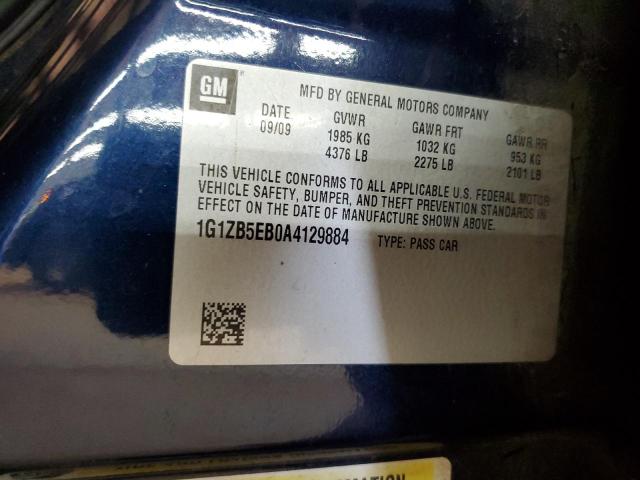 GM
MFD BY GENERAL MOTORS COMPANY
DATE GVWR GAWR FRT GAWR RR
09/09 1985 KG 1032 KG 953 KG
4376 LB 2275 LB 2101 LB
THIS VEHICLE CONFORMS TO ALL APPLICABLE U.S. FEDERAL MOTOR
VEHICLE SAFETY, BUMPER, AND THEFT PREVENTION STANDARDS IN
EFFECT ON THE DATE OF MANUFACTURE SHOWN ABOVE.
1G1ZB5EB0A4129884 TYPE: PASS CAR